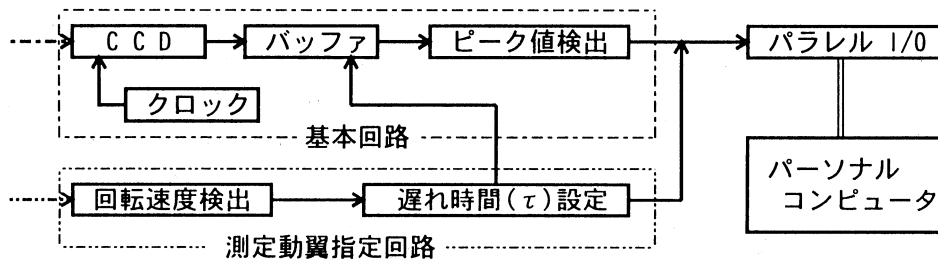 CCD
バッファ
ピーク値検出
パラレル I/O
クロック
基本回路
パーソナル
コンピュータ
回転速度検出
遅れ時間(τ)設定
測定動翼指定回路